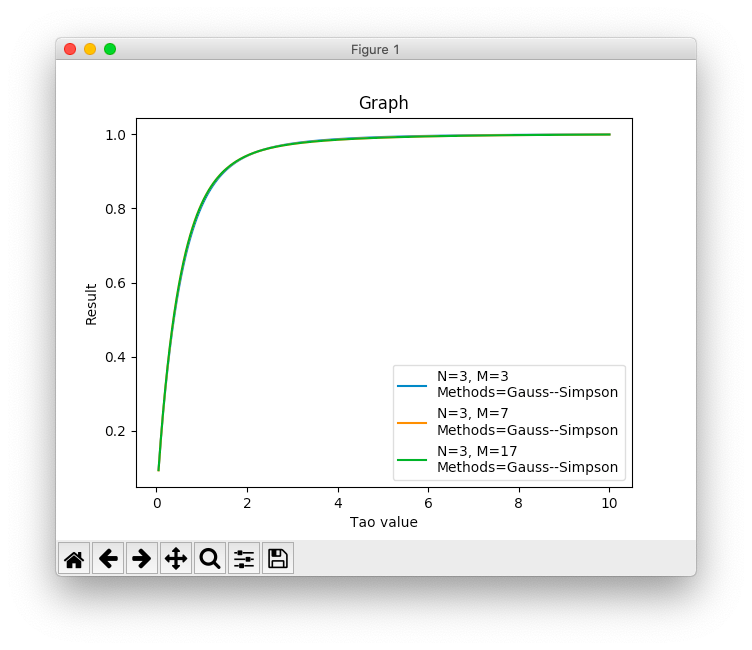 Figure 1
Graph
1.0
0.8
0.6
0.4
0.2
Result
N=3, M=3
Methods=Gauss--Simpson
N=3, M=7
Methods=Gauss--Simpson
N=3, M=17
Methods=Gauss--Simpson
0 2 4 6 8 10
Tao value